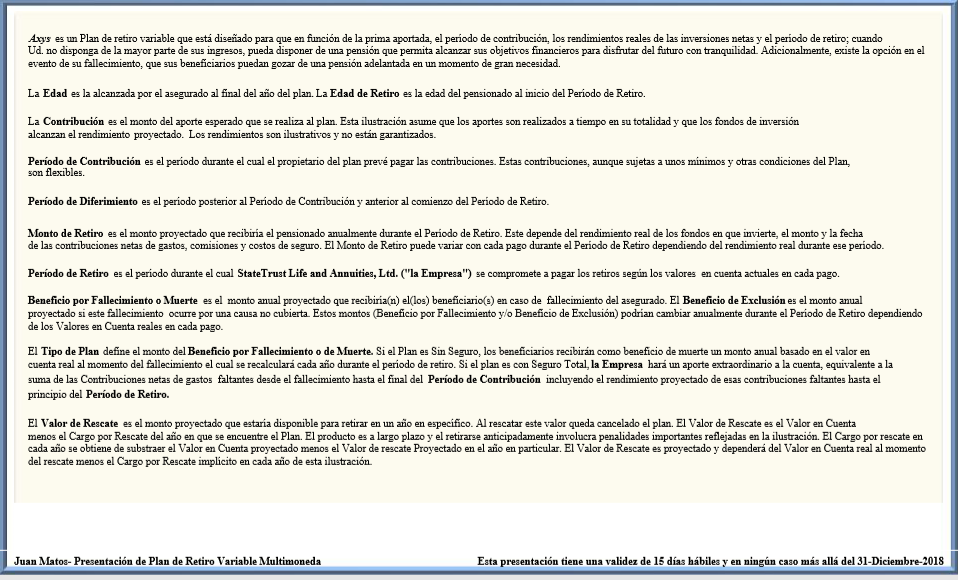 Axys es un Plan de retiro variable que está diseñado para que en función de la prima aportada, el periodo de contribución, los rendimientos reales de las inversiones netas y el periodo de retiro; cuando
Ud. no disponga de la mayor parte de sus ingresos, pueda disponer de una pensión que permita alcanzar sus objetivos financieros para disfrutar del futuro con tranquilidad. Adicionalmente, existe la opción en el
evento de su fallecimiento, que sus beneficiarios puedan gozar de una pensión adelantada en un momento de gran necesidad.
La Edad es la alcanzada por el asegurado al final del año del plan. La Edad de Retiro es la edad del pensionado al inicio del Período de Retiro.
La Contribución es el monto del aporte esperado que se realiza al plan. Esta ilustración asume que los aportes son realizados a tiempo en su totalidad y que los fondos de inversión
alcanzan el rendimiento proyectado. Los rendimientos son ilustrativos y no están garantizados.
Período de Contribución es el periodo durante el cual el propietario del plan prevé pagar las contribuciones. Estas contribuciones, aunque sujetas a unos mínimos y otras condiciones del Plan,
son flexibles.
Período de Diferimiento es el período posterior al Período de Contribución y anterior al comienzo del Período de Retiro.
Monto de Retiro es el monto proyectado que recibiría el pensionado anualmente durante el Período de Retiro. Este depende del rendimiento real de los fondos en que invierte, el monto y la fecha
de las contribuciones netas de gastos, comisiones y costos de seguro. El Monto de Retiro puede variar con cada pago durante el Período de Retiro dependiendo del rendimiento real durante ese período.
Período de Retiro es el período durante el cual StateTrust Life and Annuities, Ltd. ("la Empresa") se compromete a pagar los retiros según los valores en cuenta actuales en cada pago.
Beneficio por Fallecimiento o Muerte es el monto anual proyectado que recibiría(n) el(los) beneficiario(s) en caso de fallecimiento del asegurado. El Beneficio de Exclusión es el monto anual
proyectado si este fallecimiento ocurre por una causa no cubierta. Estos montos (Beneficio por Fallecimiento y/o Beneficio de Exclusión) podrían cambiar anualmente durante el Período de Retiro dependiendo
de los Valores en Cuenta reales en cada pago.
El Tipo de Plan define el monto del Beneficio por Fallecimiento o de Muerte. Si el Plan es Sin Seguro, los beneficiarios recibirán como beneficio de muerte un monto anual basado en el valor en
cuenta real al momento del fallecimiento el cual se recalculará cada año durante el período de retiro. Si el plan es con Seguro Total, la Empresa hará un aporte extraordinario a la cuenta, equivalente a la
suma de las Contribuciones netas de gastos faltantes desde el fallecimiento hasta el final del Período de Contribución incluyendo el rendimiento proyectado de esas contribuciones faltantes hasta el
principio del Período de Retiro.
El Valor de Rescate es el monto proyectado que estaría disponible para retirar en un año en específico. Al rescatar este valor queda cancelado el plan. El Valor de Rescate es el Valor en Cuenta
menos el Cargo por Rescate del año en que se encuentre el Plan. El producto es a largo plazo y el retirarse anticipadamente involucra penalidades importantes reflejadas en la ilustración. El Cargo por rescate en
cada año se obtiene de substraer el Valor en Cuenta proyectado menos el Valor de rescate Proyectado en el año en particular. El Valor de Rescate es proyectado y dependerá del Valor en Cuenta real al momento
del rescate menos el Cargo por Rescate implícito en cada año de esta ilustración.
Juan Matos- Presentación de Plan de Retiro Variable Multimoneda
Esta presentación tiene una validez de 15 días hábiles y en ningún caso más allá del 31-Diciembre-2018